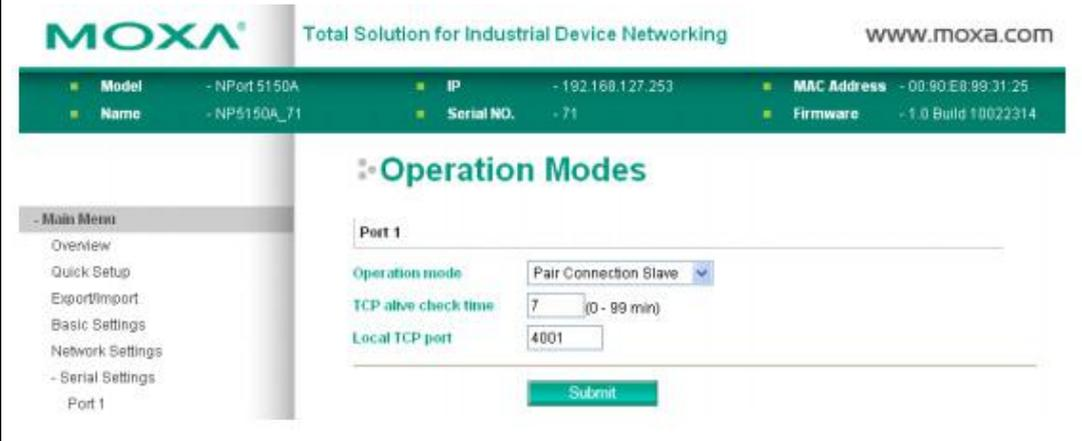 MOXA® Total Solution for Industrial Device Networking www.moxa.com
Model - NPort 5150A IP - 192.168.127.253 MAC Address - 00:90:E8:99:31:25
Name - NP5150A_71 Serial NO. - 71 Firmware - 1.0 Build 10022314
Operation Modes
- Main Menu
Overview
Quick Setup
Export/Import
Basic Settings
Network Settings
- Serial Settings
Port 1
Port 1
Operation mode Pair Connection Slave
TCP alive check time 7 (0 - 99 min)
Local TCP port 4001
Submit